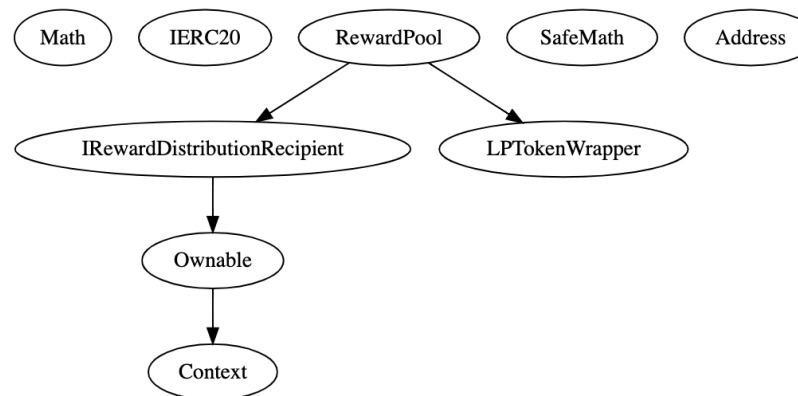 Math IERC20 RewardPool SafeMath Address
IRewardDistributionRecipient LPTokenWrapper
Ownable
Context